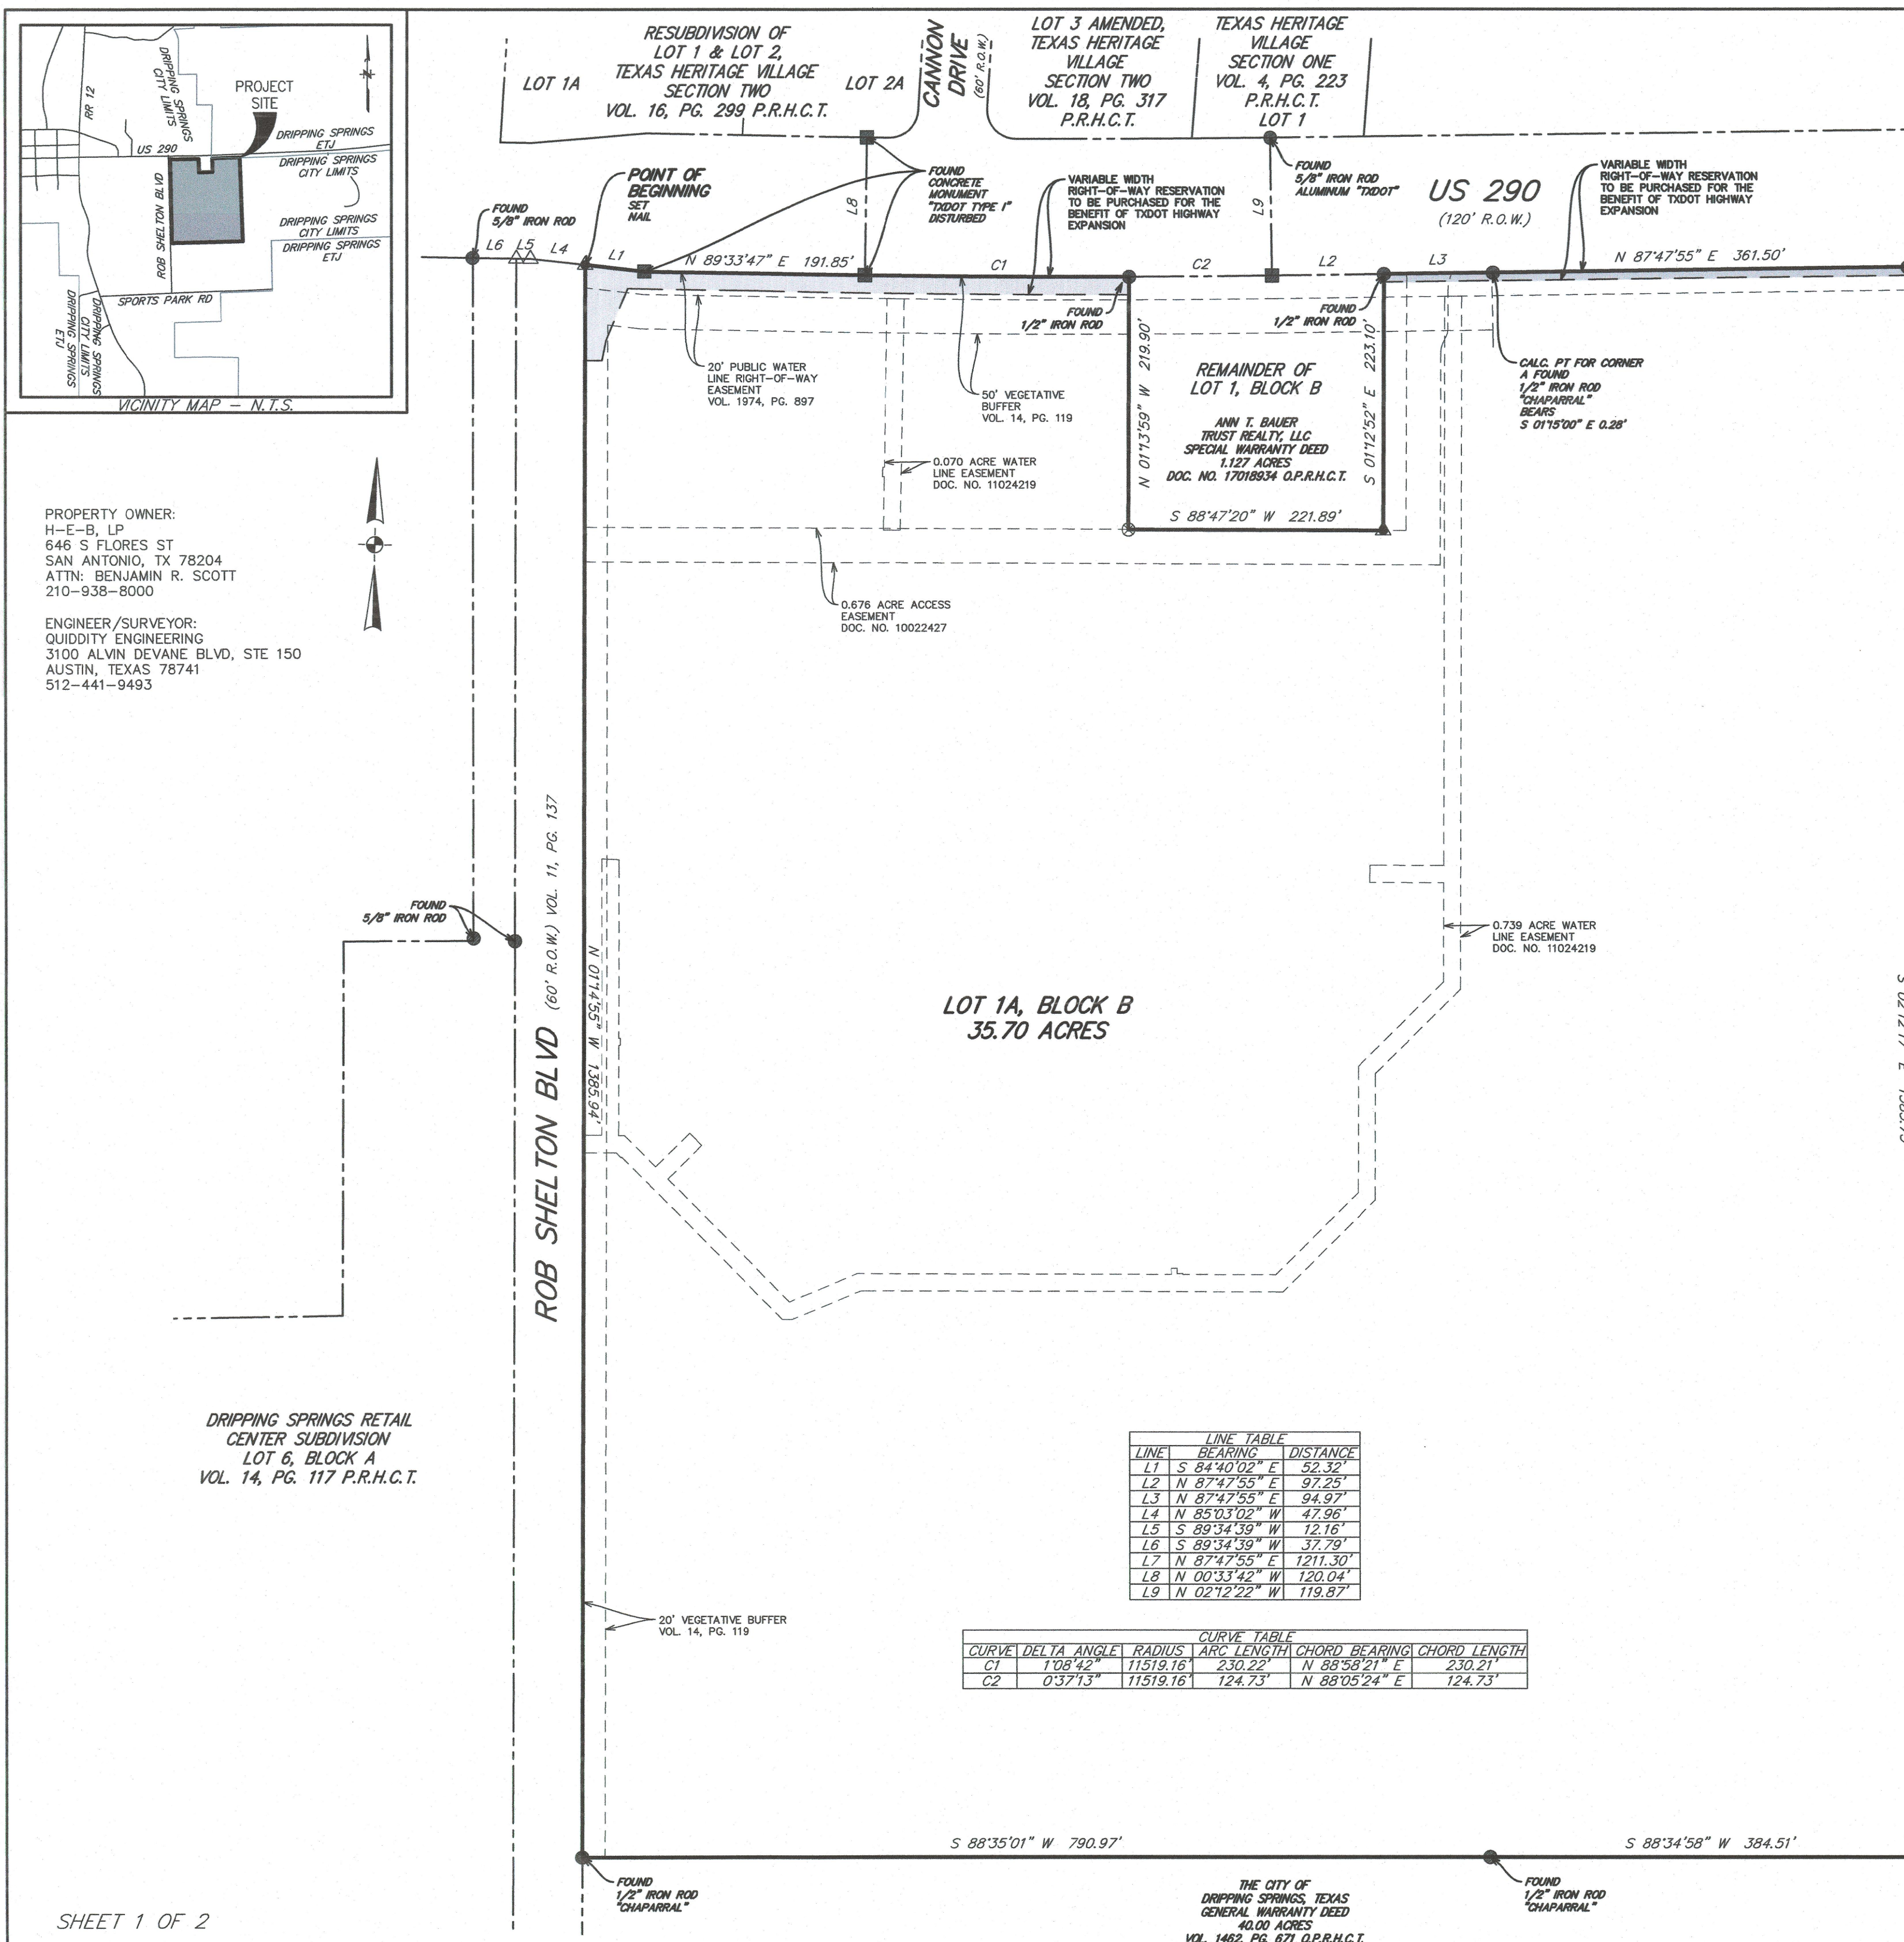 RR 12
DRIPPING SPRINGS
CITY LIMITS
PROJECT
SITE
DRIPPING SPRINGS
ETJ
US 290
DRIPPING SPRINGS
CITY LIMITS
ROB SHELTON BLVD
DRIPPING SPRINGS
CITY LIMITS
DRIPPING SPRINGS
ETJ
SPORTS PARK RD
DRIPPING SPRINGS
CITY LIMITS
DRIPPING SPRINGS
ETJ
VICINITY MAP – N.T.S.
LOT 1A
RESUBDIVISION OF
LOT 1 & LOT 2,
TEXAS HERITAGE VILLAGE
SECTION TWO
VOL. 16, PG. 299 P.R.H.C.T.
LOT 2A
CANNON
DRIVE
(60' R.O.W.)
LOT 3 AMENDED,
TEXAS HERITAGE
VILLAGE
SECTION TWO
VOL. 18, PG. 317
P.R.H.C.T.
TEXAS HERITAGE
VILLAGE
SECTION ONE
VOL. 4, PG. 223
P.R.H.C.T.
LOT 1
FOUND
5/8" IRON ROD
POINT OF
BEGINNING
SET
NAIL
L8
FOUND
CONCRETE
MONUMENT
"TXDOT TYPE I"
DISTURBED
VARIABLE WIDTH
RIGHT-OF-WAY RESERVATION
TO BE PURCHASED FOR THE
BENEFIT OF TXDOT HIGHWAY
EXPANSION
L9
FOUND
5/8" IRON ROD
ALUMINUM "TXDOT"
US 290
(120' R.O.W.)
VARIABLE WIDTH
RIGHT-OF-WAY RESERVATION
TO BE PURCHASED FOR THE
BENEFIT OF TXDOT HIGHWAY
EXPANSION
L6 L5 L4 L1
N 89°33'47" E 191.85'
C1
C2
L2
L3
N 87°47'55" E 361.50'
FOUND
1/2" IRON ROD
FOUND
1/2" IRON ROD
20' PUBLIC WATER
LINE RIGHT-OF-WAY
EASEMENT
VOL. 1974, PG. 897
50' VEGETATIVE
BUFFER
VOL. 14, PG. 119
N 01°13'59" W 219.90'
REMAINDER OF
LOT 1, BLOCK B
ANN T. BAUER
TRUST REALTY, LLC
SPECIAL WARRANTY DEED
1.127 ACRES
DOC. NO. 17018934 O.P.R.H.C.T.
S 01°12'52" E 223.10'
CALC. PT FOR CORNER
A FOUND
1/2" IRON ROD
"CHAPARRAL"
BEARS
S 01°15'00" E 0.28'
0.070 ACRE WATER
LINE EASEMENT
DOC. NO. 11024219
S 88°47'20" W 221.89'
PROPERTY OWNER:
H-E-B, LP
646 S FLORES ST
SAN ANTONIO, TX 78204
ATTN: BENJAMIN R. SCOTT
210-938-8000
ENGINEER/SURVEYOR:
QUIDDITY ENGINEERING
3100 ALVIN DEVANE BLVD, STE 150
AUSTIN, TEXAS 78741
512-441-9493
0.676 ACRE ACCESS
EASEMENT
DOC. NO. 10022427
FOUND
5/8" IRON ROD
ROB SHELTON BLVD (60' R.O.W.) VOL. 11, PG. 137
N 01°14'55" W 1385.94'
0.739 ACRE WATER
LINE EASEMENT
DOC. NO. 11024219
LOT 1A, BLOCK B
35.70 ACRES
DRIPPING SPRINGS RETAIL
CENTER SUBDIVISION
LOT 6, BLOCK A
VOL. 14, PG. 117 P.R.H.C.T.
LINE TABLE
LINE BEARING DISTANCE
L1 S 84°40'02" E 52.32'
L2 N 87°47'55" E 97.25'
L3 N 87°47'55" E 94.97'
L4 N 85°03'02" W 47.96'
L5 S 89°34'39" W 12.16'
L6 S 89°34'39" W 37.79'
L7 N 87°47'55" E 1211.30'
L8 N 00°33'42" W 120.04'
L9 N 02°12'22" W 119.87'
20' VEGETATIVE BUFFER
VOL. 14, PG. 119
CURVE TABLE
CURVE DELTA ANGLE RADIUS ARC LENGTH CHORD BEARING CHORD LENGTH
C1 1°08'42" 11519.16' 230.22' N 88°58'21" E 230.21'
C2 0°37'13" 11519.16' 124.73' N 88°05'24" E 124.73'
S 88°35'01" W 790.97'
S 88°34'58" W 384.51'
FOUND
1/2" IRON ROD
"CHAPARRAL"
THE CITY OF
DRIPPING SPRINGS, TEXAS
GENERAL WARRANTY DEED
40.00 ACRES
VOL. 1462, PG. 671 O.P.R.H.C.T.
FOUND
1/2" IRON ROD
"CHAPARRAL"
SHEET 1 OF 2